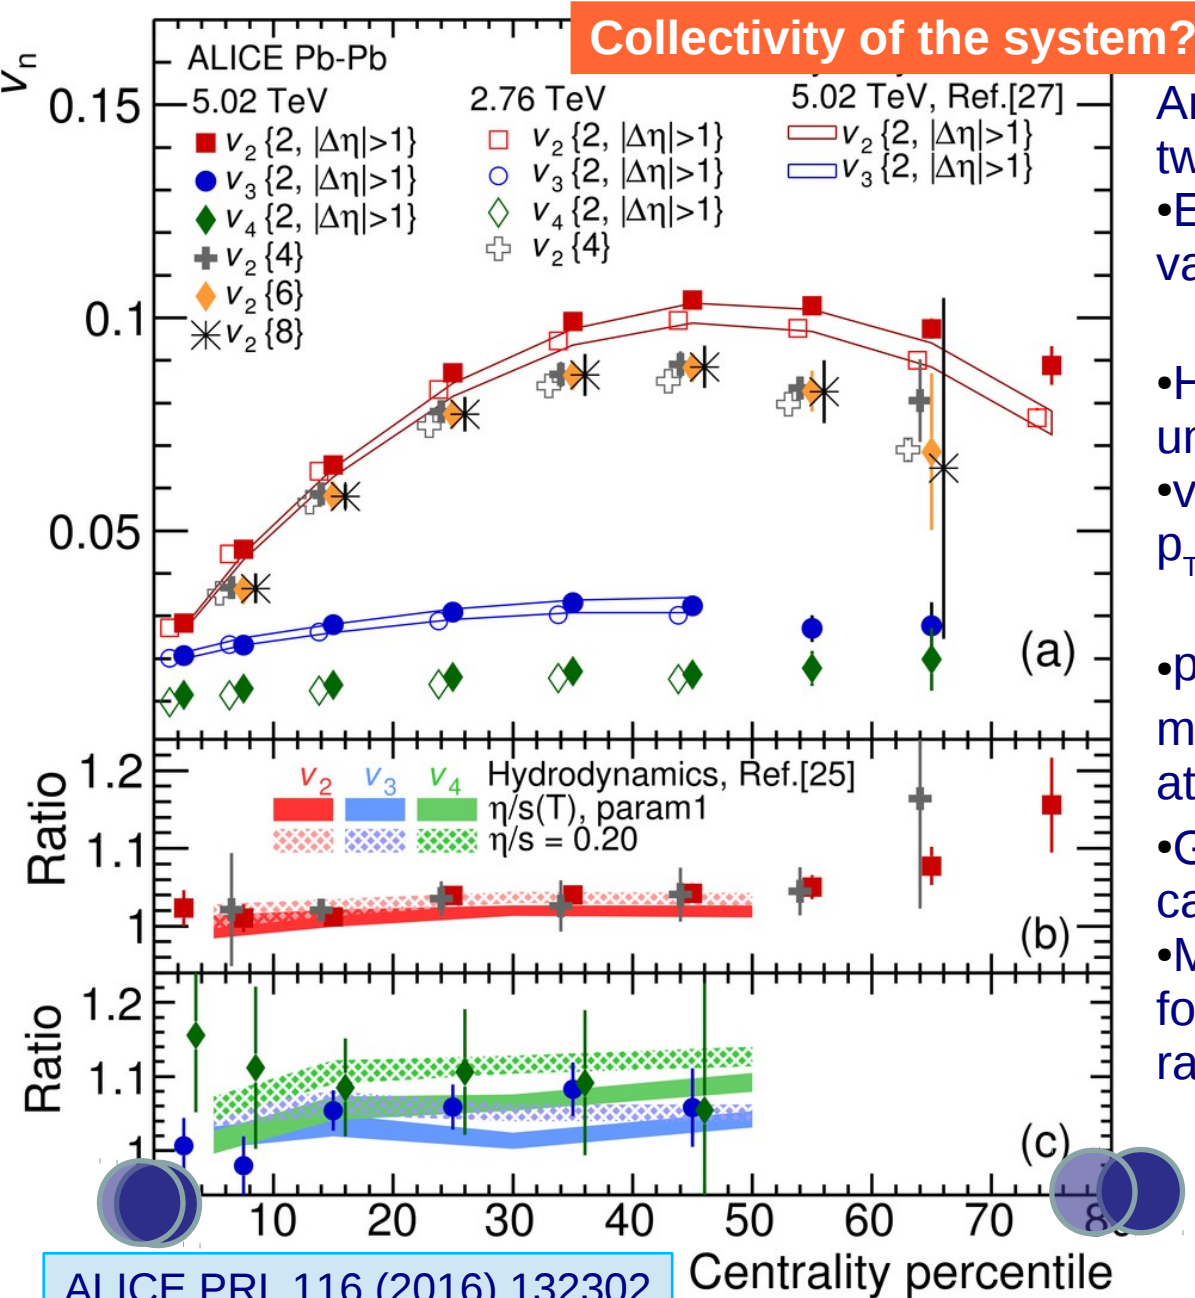 Collectivity of the system?
vn
ALICE Pb-Pb
5.02 TeV
v2 {2, |Δη|>1}
v3 {2, |Δη|>1}
v4 {2, |Δη|>1}
v2 {4}
v2 {6}
v2 {8}
2.76 TeV
v2 {2, |Δη|>1}
v3 {2, |Δη|>1}
v4 {2, |Δη|>1}
v2 {4}
5.02 TeV, Ref.[27]
v2 {2, |Δη|>1}
v3 {2, |Δη|>1}
0.15
0.1
0.05
(a)
Ratio
1.2
1.1
1
v2 v3 v4 Hydrodynamics, Ref.[25]
η/s(T), param1
η/s = 0.20
(b)
Ratio
1.2
1.1
1
(c)
10 20 30 40 50 60 70 8
Centrality percentile
ALICE PRL 116 (2016) 132302
•v
pT